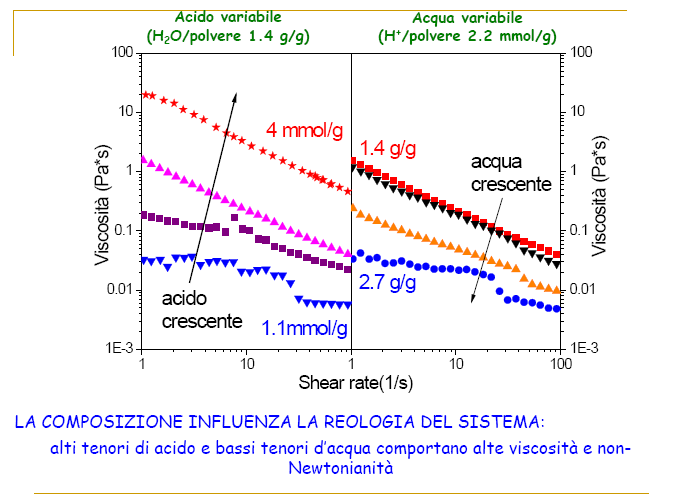 Acido variabile
(H2O/polvere 1.4 g/g)
Acqua variabile
(H+/polvere 2.2 mmol/g)
100
10
1
0.1
0.01
1E-3
Viscosità (Pa*s)
4 mmol/g
acido
crescente
1.1mmol/g
1.4 g/g
acqua
crescente
2.7 g/g
100
10
1
0.1
0.01
1E-3
Viscosità (Pa*s)
1 10 1 10 100
Shear rate(1/s)
LA COMPOSIZIONE INFLUENZA LA REOLOGIA DEL SISTEMA:
alti tenori di acido e bassi tenori d’acqua comportano alte viscosità e non-
Newtonianità